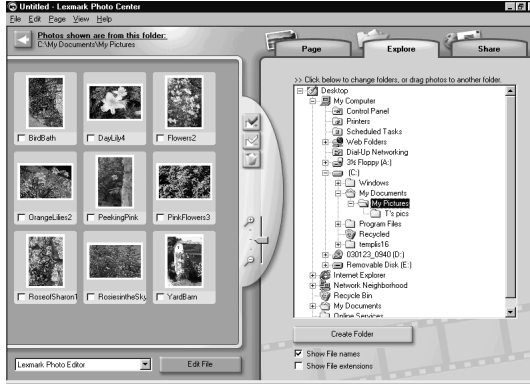 Untitled - Lexmark Photo Center
File Edit Page View Help
Photos shown are from this folder:
C:\My Documents\My Pictures
Page
Explore
Share
BirdBath
DayLily4
Flowers2
OrangeLilies2
PeekingPink
PinkFlowers3
RoseofSharon1
RosiesintheSky
YardBarn
Lexmark Photo Editor
Edit File
>> Click below to change folders, or drag photos to another folder.
Desktop
My Computer
Control Panel
Printers
Scheduled Tasks
Web Folders
Dial-Up Networking
3½ Floppy (A:)
(C:)
Windows
My Documents
My Pictures
T's pics
Program Files
Recycled
templis16
030123_0940 (D:)
Removable Disk (E:)
Internet Explorer
Network Neighborhood
Recycle Bin
My Documents
Online Services
Create Folder
Show File names
Show File extensions